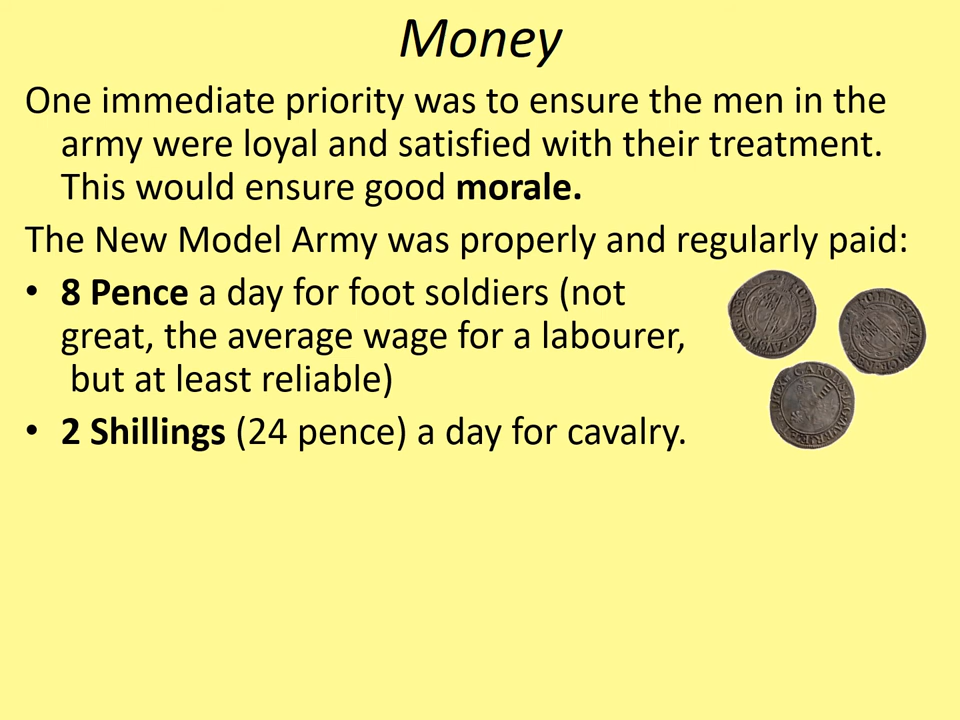 Money
One immediate priority was to ensure the men in the
army were loyal and satisfied with their treatment.
This would ensure good morale.
The New Model Army was properly and regularly paid:
• 8 Pence a day for foot soldiers (not
great, the average wage for a labourer,
but at least reliable)
• 2 Shillings (24 pence) a day for cavalry.